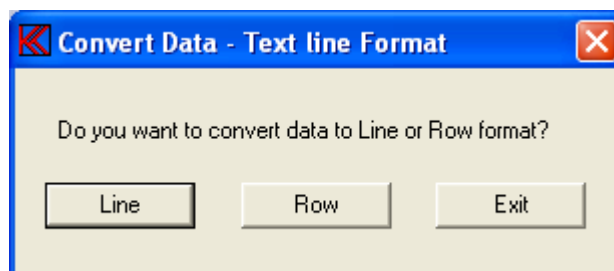 Convert Data - Text line Format
Do you want to convert data to Line or Row format?
Line Row Exit